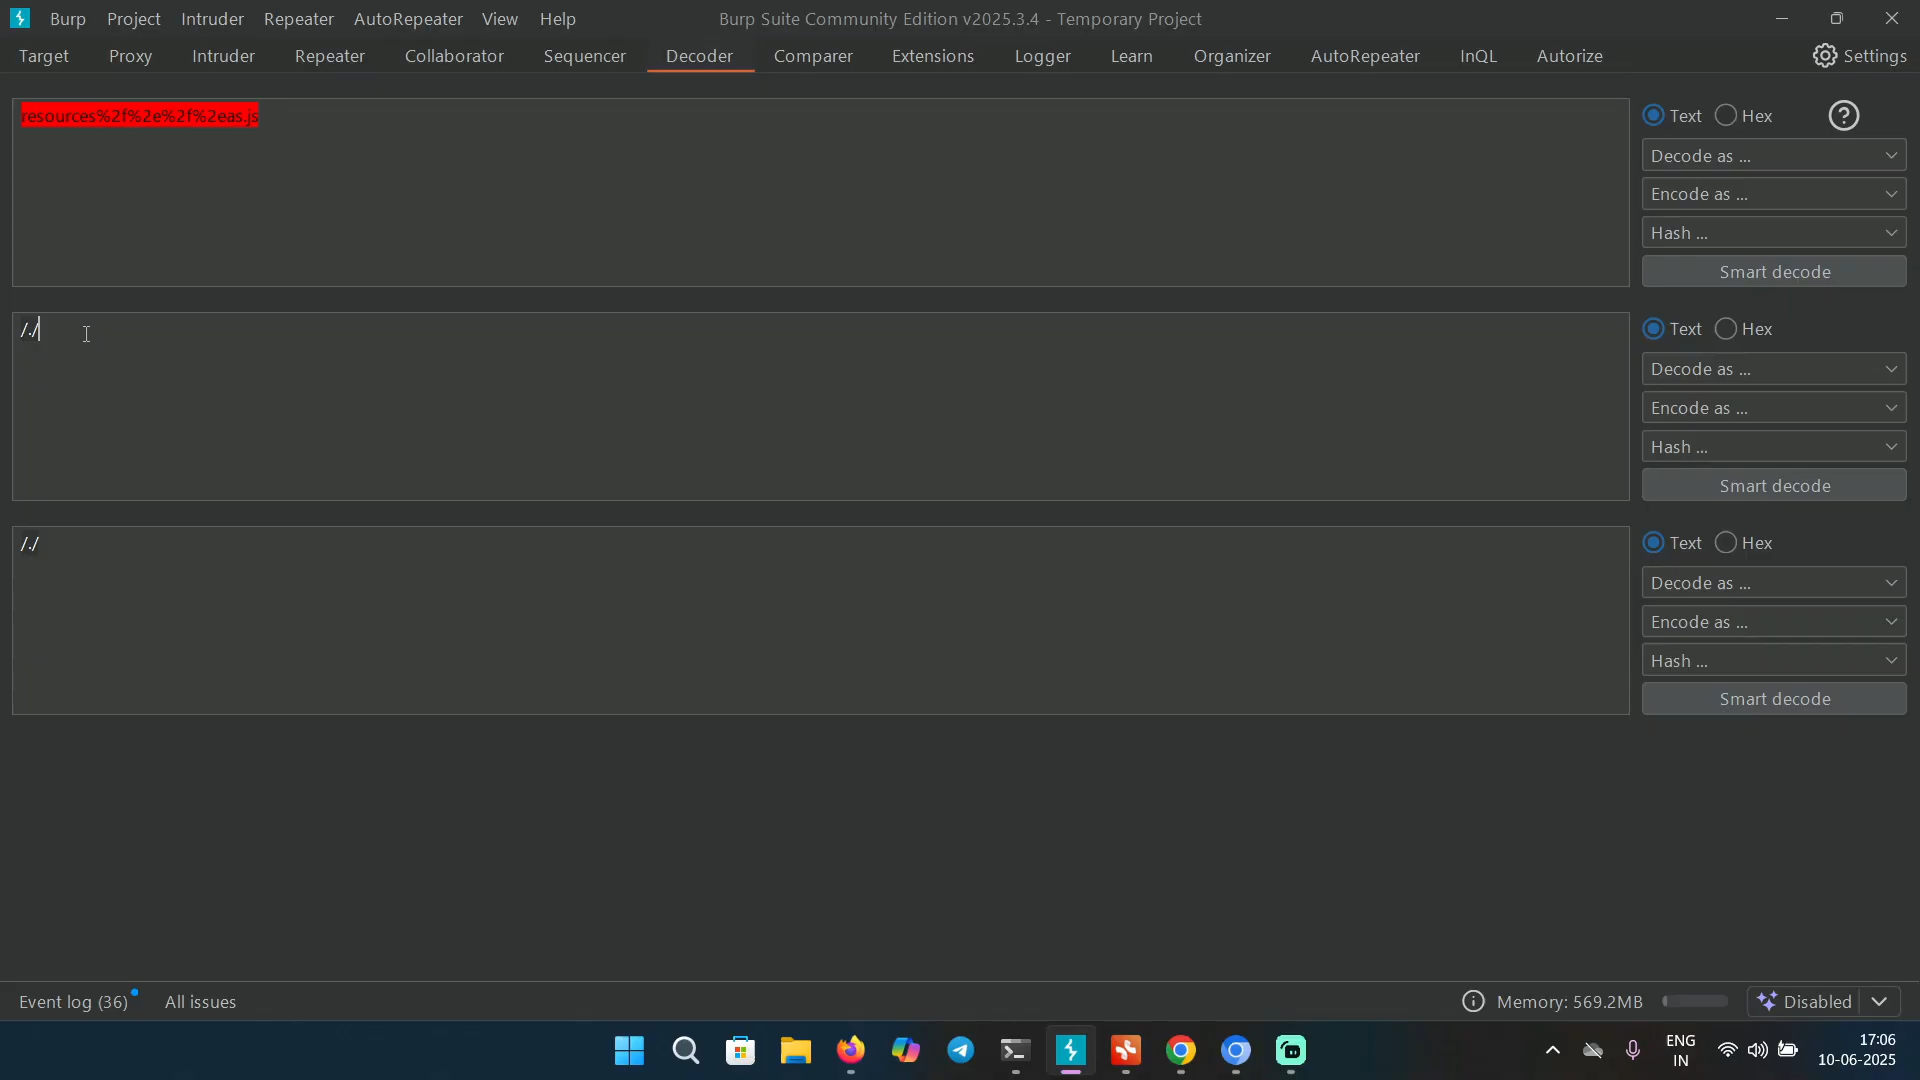 Burp Project Intruder Repeater AutoRepeater View Help
Burp Suite Community Edition v2025.3.4 - Temporary Project
Target Proxy Intruder Repeater Collaborator Sequencer Decoder Comparer Extensions Logger Learn Organizer AutoRepeater InQL Autorize Settings
resources%2f%2e%2f%2eas.js
Text Hex ?
Decode as ...
Encode as ...
Hash ...
Smart decode
/./
Text Hex
Decode as ...
Encode as ...
Hash ...
Smart decode
/./
Text Hex
Decode as ...
Encode as ...
Hash ...
Smart decode
Event log (36) All issues
Memory: 569.2MB
Disabled
ENG
IN
17:06
10-06-2025